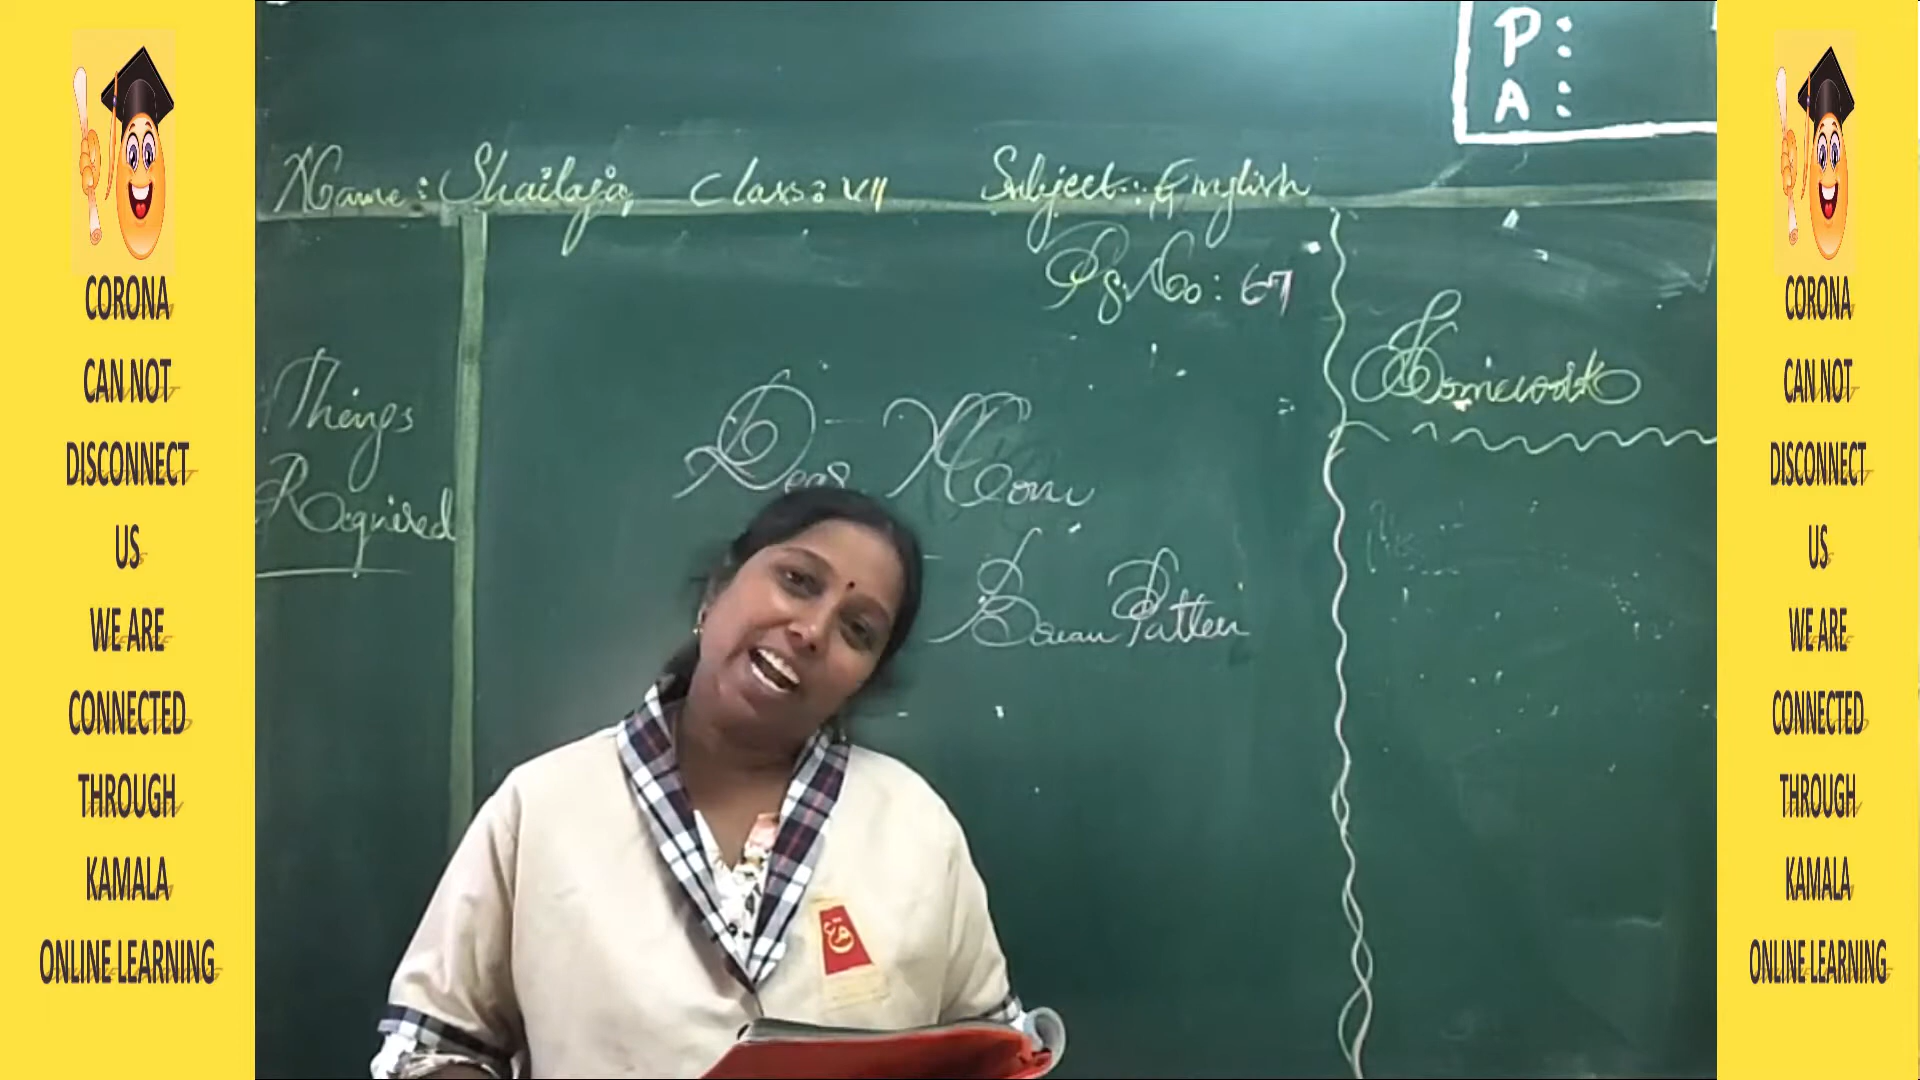 CORONA
CAN NOT
DISCONNECT
US
WE ARE
CONNECTED
THROUGH
KAMALA
ONLINE LEARNING
P:
A:
Name: Shailaja Class: VII Subject: English
Pg.No: 67
Things
Required
Dear Mom
- Brian Patten
Homework
CORONA
CAN NOT
DISCONNECT
US
WE ARE
CONNECTED
THROUGH
KAMALA
ONLINE LEARNING